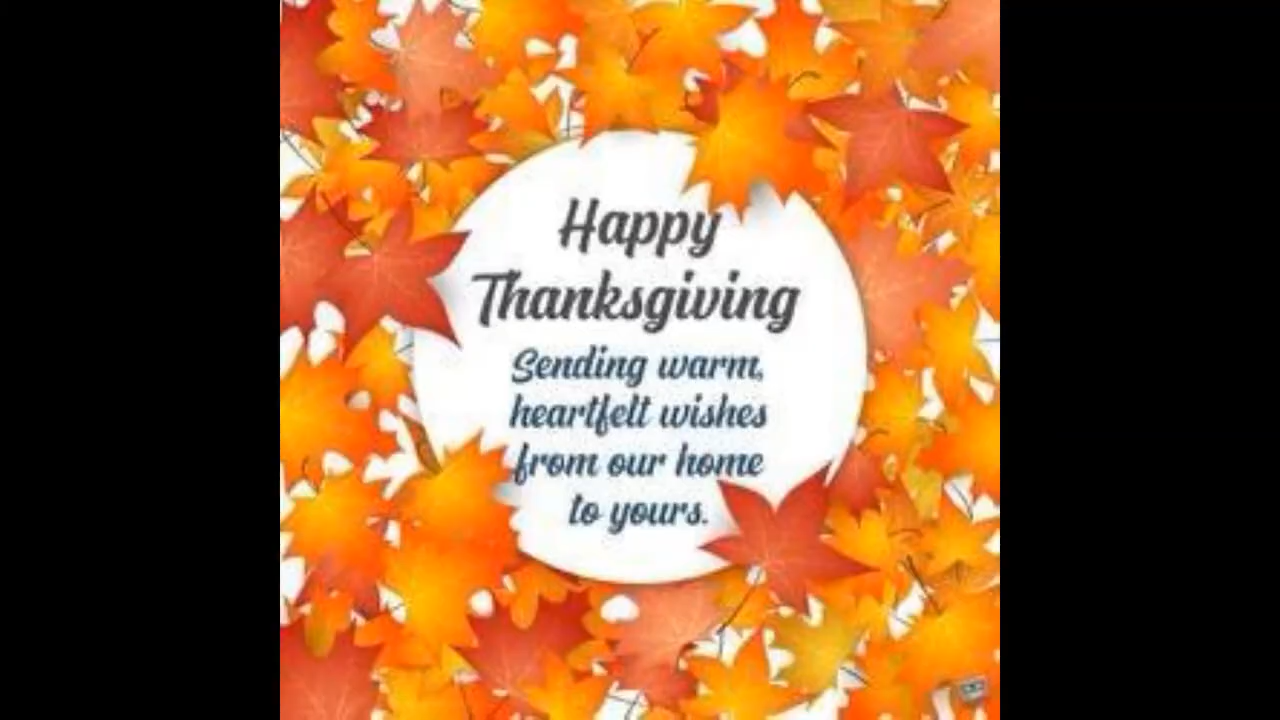 Happy
Thanksgiving
Sending warm,
heartfelt wishes
from our home
to yours.